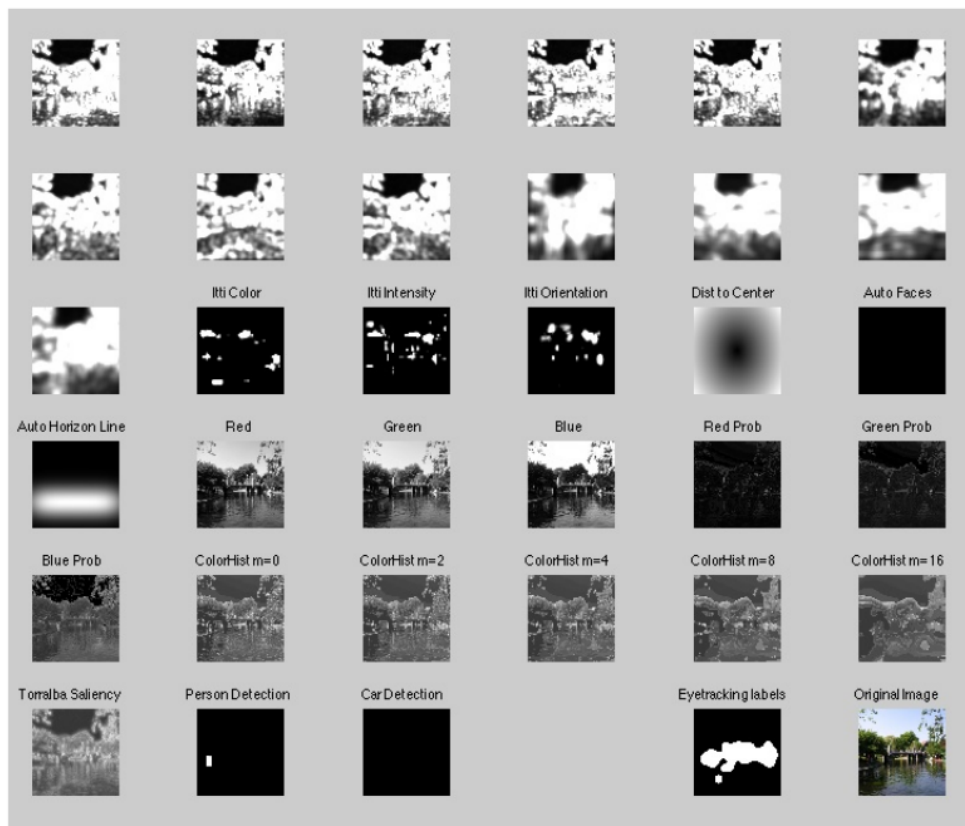 Itti Color
Itti Intensity
Itti Orientation
Dist to Center
Auto Faces
Auto Horizon Line
Red
Green
Blue
Red Prob
Green Prob
Blue Prob
ColorHist m=0
ColorHist m=2
ColorHist m=4
ColorHist m=8
ColorHist m=16
Torralba Saliency
Person Detection
Car Detection
Eyetracking labels
Original Image